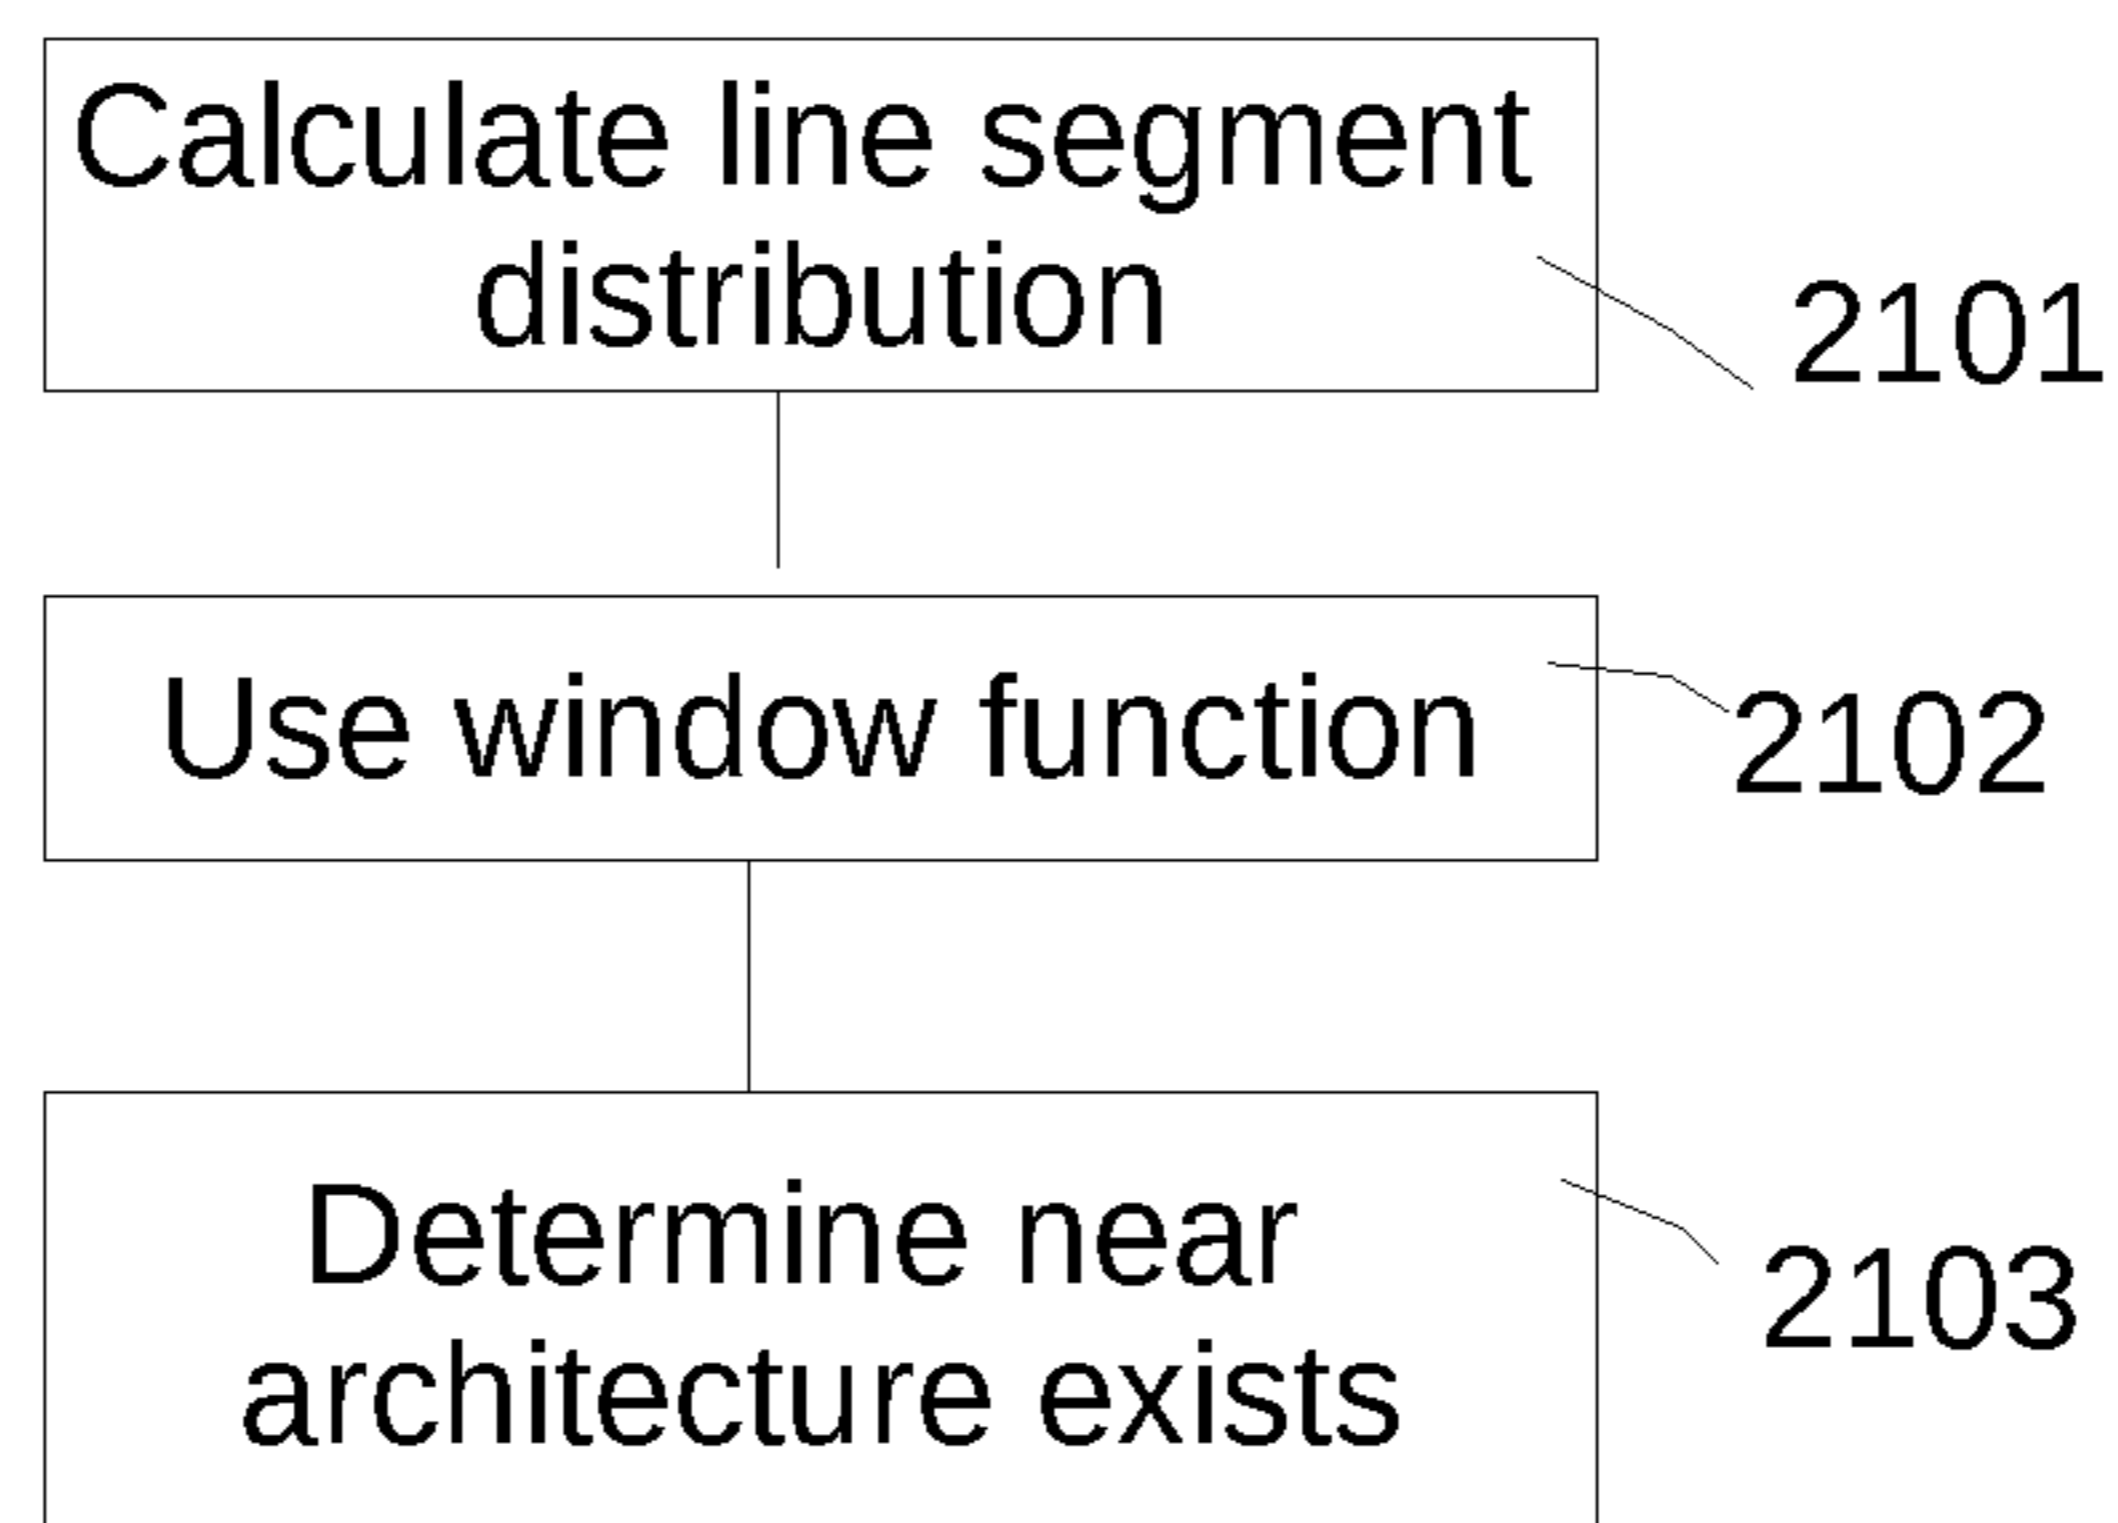 Calculate line segment
distribution
2101
Use window function
2102
Determine near
architecture exists
2103